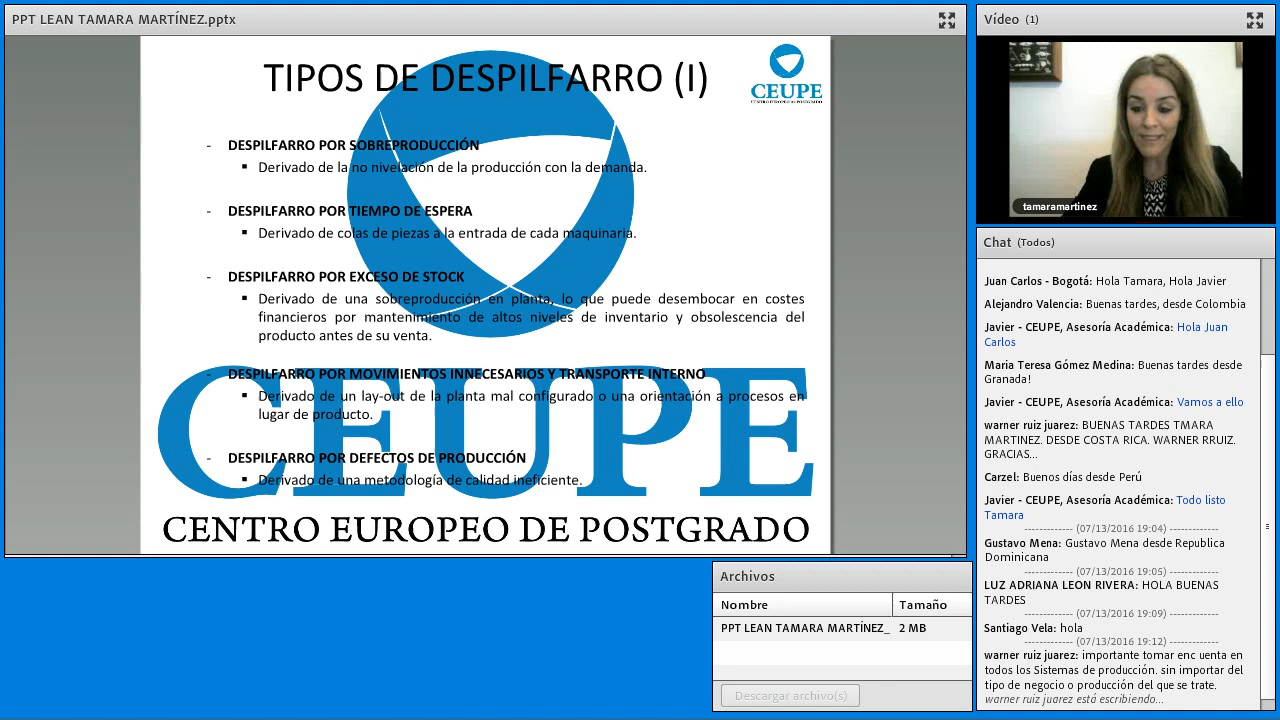 PPT LEAN TAMARA MARTÍNEZ.pptx
TIPOS DE DESPILFARRO (I)
CEUPE
CENTRO EUROPEO DE POSTGRADO
- DESPILFARRO POR SOBREPRODUCCIÓN
▪ Derivado de la no nivelación de la producción con la demanda.
- DESPILFARRO POR TIEMPO DE ESPERA
▪ Derivado de colas de piezas a la entrada de cada maquinaria.
- DESPILFARRO POR EXCESO DE STOCK
▪ Derivado de una sobreproducción en planta, lo que puede desembocar en costes
financieros por mantenimiento de altos niveles de inventario y obsolescencia del
producto antes de su venta.
- DESPILFARRO POR MOVIMIENTOS INNECESARIOS Y TRANSPORTE INTERNO
▪ Derivado de un lay-out de la planta mal configurado o una orientación a procesos en
lugar de producto.
- DESPILFARRO POR DEFECTOS DE PRODUCCIÓN
▪ Derivado de una metodología de calidad ineficiente.
CEUPE
CENTRO EUROPEO DE POSTGRADO
Vídeo (1)
tamaramartinez
Chat (Todos)
Juan Carlos - Bogotá: Hola Tamara, Hola Javier
Alejandro Valencia: Buenas tardes, desde Colombia
Javier - CEUPE, Asesoría Académica: Hola Juan
Carlos
Maria Teresa Gómez Medina: Buenas tardes desde
Granada!
Javier - CEUPE, Asesoría Académica: Vamos a ello
warner ruiz juarez: BUENAS TARDES TMARA
MARTINEZ. DESDE COSTA RICA. WARNER RRUIZ.
GRACIAS...
Carzel: Buenos días desde Perú
Javier - CEUPE, Asesoría Académica: Todo listo
Tamara
------------ (07/13/2016 19:04) ------------
Gustavo Mena: Gustavo Mena desde Republica
Dominicana
------------ (07/13/2016 19:05) ------------
LUZ ADRIANA LEON RIVERA: HOLA BUENAS
TARDES
------------ (07/13/2016 19:09) ------------
Santiago Vela: hola
------------ (07/13/2016 19:12) ------------
warner ruiz juarez: importante tomar enc uenta en
todos los Sistemas de producción. sin importar del
tipo de negocio o producción del que se trate.
warner ruiz juarez está escribiendo...
Archivos
Nombre Tamaño
PPT LEAN TAMARA MARTÍNEZ_ 2 MB
Descargar archivo(s)